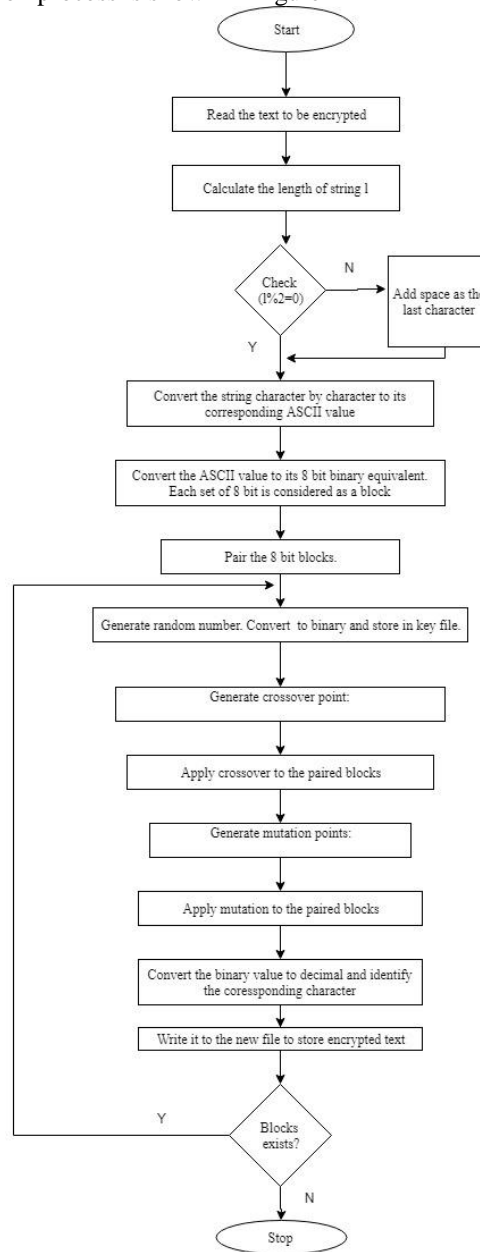 Start
Read the text to be encrypted
Calculate the length of string l
Check
(l%2=0)
N
Add space as the
last character
Y
Convert the string character by character to its
corresponding ASCII value
Convert the ASCII value to its 8 bit binary equivalent.
Each set of 8 bit is considered as a block
Pair the 8 bit blocks.
Generate random number. Convert to binary and store in key file.
Generate crossover point:
Apply crossover to the paired blocks
Generate mutation points:
Apply mutation to the paired blocks
Convert the binary value to decimal and identify
the coressponding character
Write it to the new file to store encrypted text
Y
Blocks
exists?
N
Stop